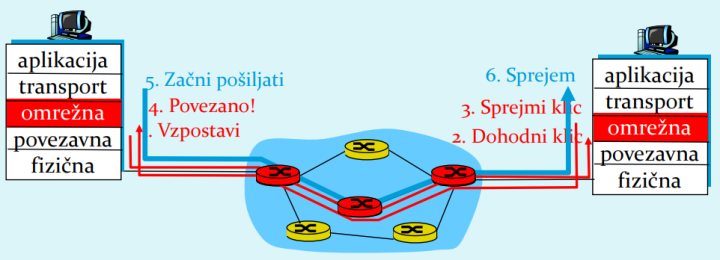 aplikacija
transport
omrežna
povezavna
fizična
5. Začni pošiljati
4. Povezano!
. Vzpostavi
6. Sprejem
3. Sprejmi klic
2. Dohodni klic
aplikacija
transport
omrežna
povezavna
fizična